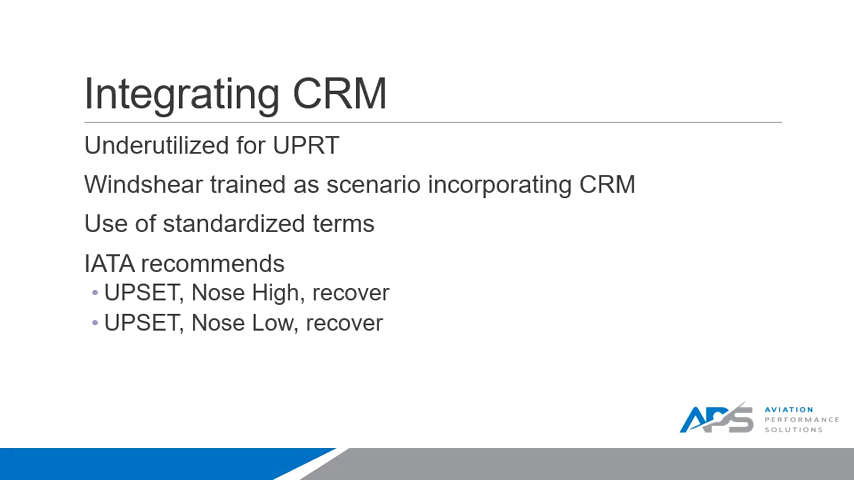 Integrating CRM
Underutilized for UPRT
Windshear trained as scenario incorporating CRM
Use of standardized terms
IATA recommends
• UPSET, Nose High, recover
• UPSET, Nose Low, recover
APS
AVIATION
PERFORMANCE
SOLUTIONS